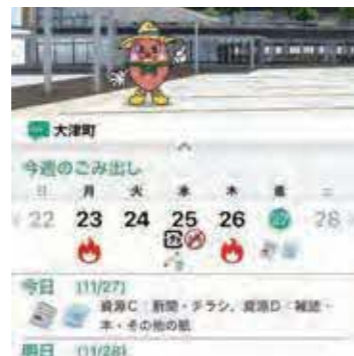 大津町
今週のごみ出し
日 月 火 水 木 金 土
22 23 24 25 26 27 28
今日 (11/27)
資源C:新聞・チラシ、資源D:雑誌・
本・その他の紙
明日 (11/28)